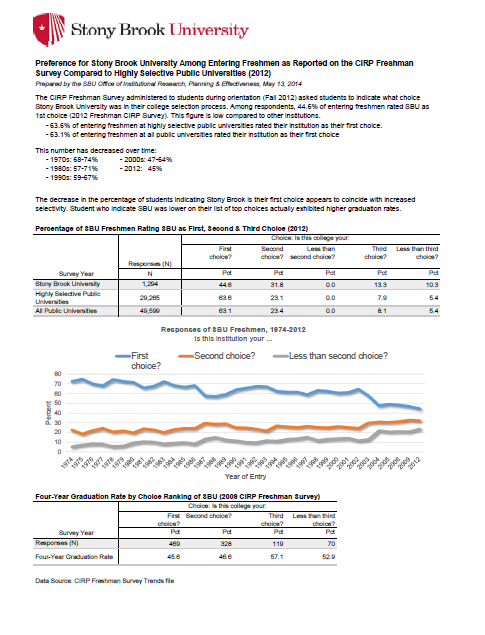 Stony Brook University
Preference for Stony Brook University Among Entering Freshmen as Reported on the CIRP Freshman
Survey Compared to Highly Selective Public Universities (2012)
Prepared by the SBU Office of Institutional Research, Planning & Effectiveness, May 13, 2014
The CIRP Freshman Survey administered to students during orientation (Fall 2012) asked students to indicate what choice
Stony Brook University was in their college selection process. Among respondents, 44.6% of entering freshmen rated SBU as
1st choice (2012 Freshman CIRP Survey). This figure is low compared to other institutions.
- 63.6% of entering freshmen at highly selective public universities rated their institution as their first choice.
- 63.1% of entering freshmen at all public universities rated their institution as their first choice
This number has decreased over time:
- 1970s: 68-74% - 2000s: 47-64%
- 1980s: 57-71% - 2012: 45%
- 1990s: 59-67%
The decrease in the percentage of students indicating Stony Brook is their first choice appears to coincide with increased
selectivity. Student who indicate SBU was lower on their list of top choices actually exhibited higher graduation rates.
Percentage of SBU Freshmen Rating SBU as First, Second & Third Choice (2012)
Choice: Is this college your:
Responses (N) First choice? Second choice? Less than second choice? Third choice? Less than third choice?
Survey Year N Pct Pct Pct Pct Pct
Stony Brook University 1,294 44.6 31.8 0.0 13.3 10.3
Highly Selective Public
Universities 29,265 63.6 23.1 0.0 7.9 5.4
All Public Universities 49,599 63.1 23.4 0.0 8.1 5.4
Responses of SBU Freshmen, 1974-2012
Is this institution your ...
First choice? Second choice? Less than second choice?
Percent
80
70
60
50
40
30
20
10
0
1974 1975 1976 1977 1978 1979 1980 1981 1982 1983 1984 1985 1986 1987 1988 1989 1990 1991 1992 1993 1994 1995 1996 1997 1998 1999 2000 2001 2002 2003 2004 2005 2006 2009 2012
Year of Entry
Four-Year Graduation Rate by Choice Ranking of SBU (2009 CIRP Freshman Survey)
Choice: Is this college your:
First choice? Second choice? Third choice? Less than third choice?
Survey Year Pct Pct Pct Pct
Responses (N) 469 328 119 70
Four-Year Graduation Rate 45.6 46.6 57.1 52.9
Data Source: CIRP Freshman Survey Trends file